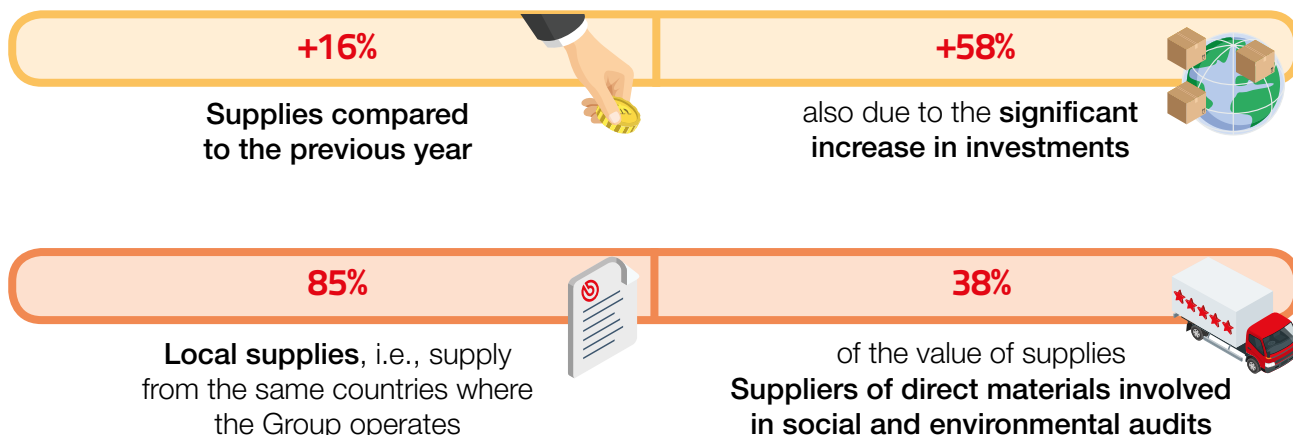 +16%
Supplies compared
to the previous year
+58%
also due to the significant
increase in investments
85%
Local supplies, i.e., supply
from the same countries where
the Group operates
38%
of the value of supplies
Suppliers of direct materials involved
in social and environmental audits